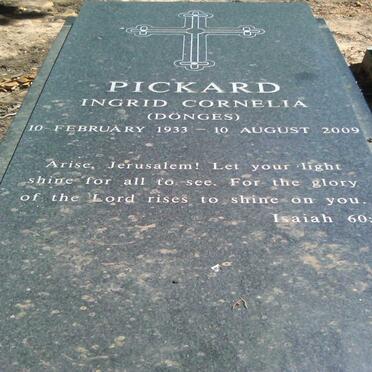 PICKARD
INGRID CORNELIA
(DÖNGES)
10 FEBRUARY 1933 – 10 AUGUST 2009
Arise, Jerusalem! Let your light
shine for all to see. For the glory
of the Lord rises to shine on you.
Isaiah 60: